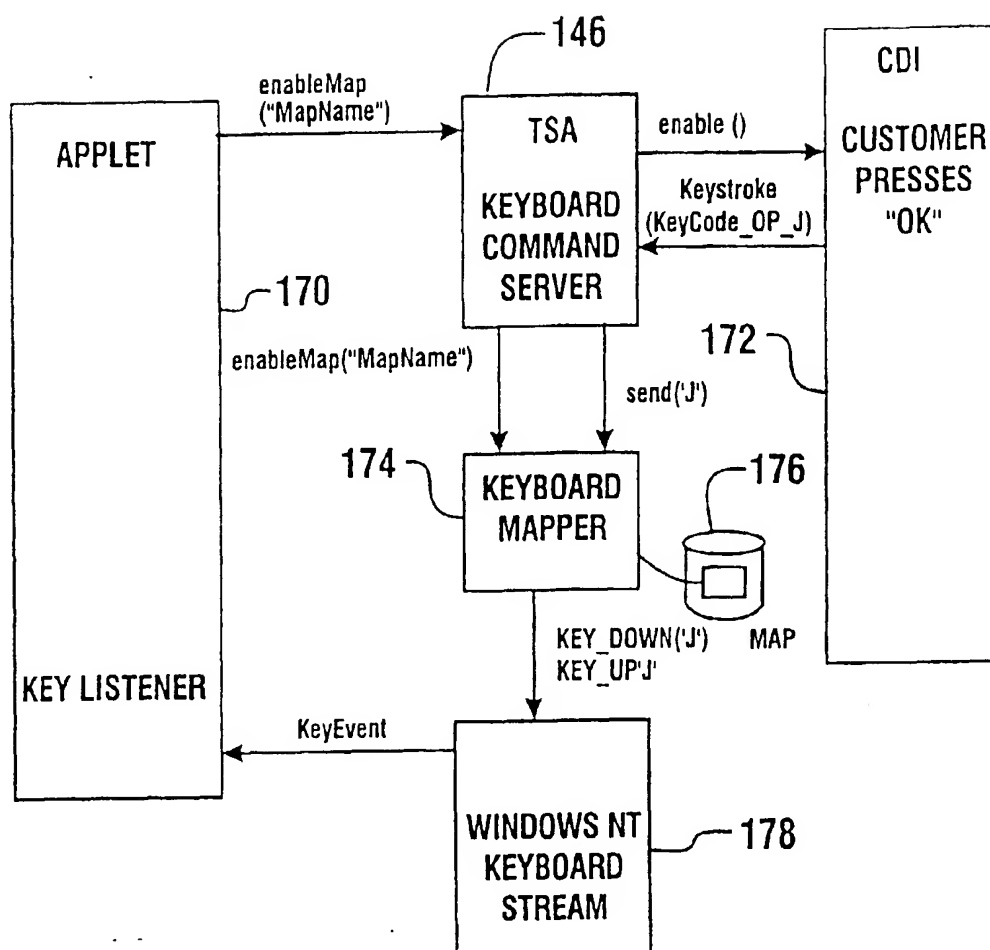 146
enableMap
("MapName")
APPLET
TSA
KEYBOARD
COMMAND
SERVER
enable ()
Keystroke
(KeyCode_OP_J)
CDI
CUSTOMER
PRESSES
"OK"
170
172
enableMap("MapName")
send('J')
174
KEYBOARD
MAPPER
176
KEY_DOWN('J')
KEY_UP'J'
MAP
KEY LISTENER
KeyEvent
WINDOWS NT
KEYBOARD
STREAM
178